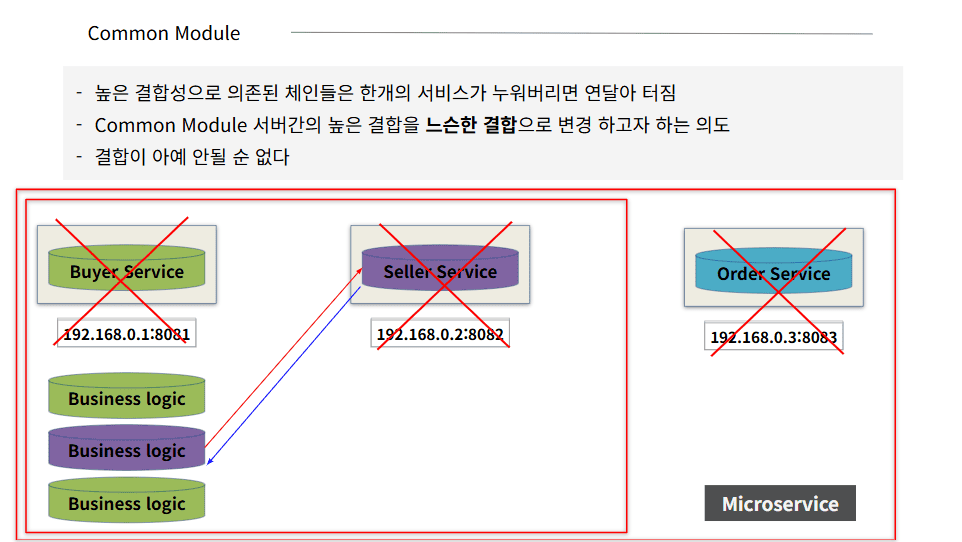 Common Module
- 높은 결합성으로 의존된 체인들은 한개의 서비스가 누워버리면 연달아 터짐
- Common Module 서버간의 높은 결합을 느슨한 결합으로 변경 하고자 하는 의도
- 결합이 아예 안될 순 없다
Buyer Service
Seller Service
Order Service
192.168.0.1:8081
192.168.0.2:8082
192.168.0.3:8083
Business logic
Business logic
Business logic
Microservice